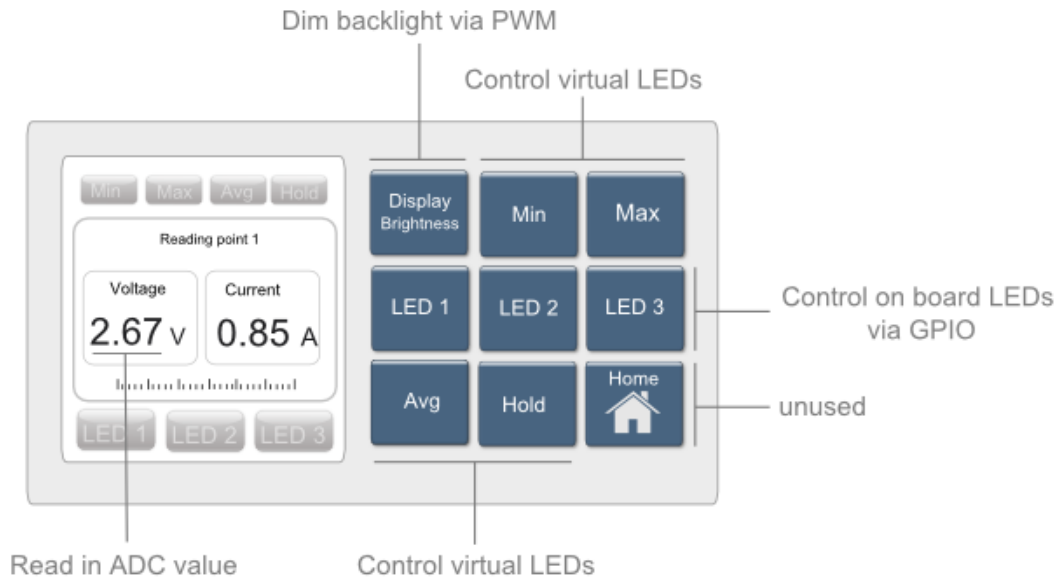 Dim backlight via PWM
Control virtual LEDs
Min Max Avg Hold
Reading point 1
Voltage Current
2.67 V 0.85 A
LED 1 LED 2 LED 3
Display
Brightness
Min
Max
LED 1
LED 2
LED 3
Avg
Hold
Home
Control on board LEDs
via GPIO
unused
Read in ADC value
Control virtual LEDs